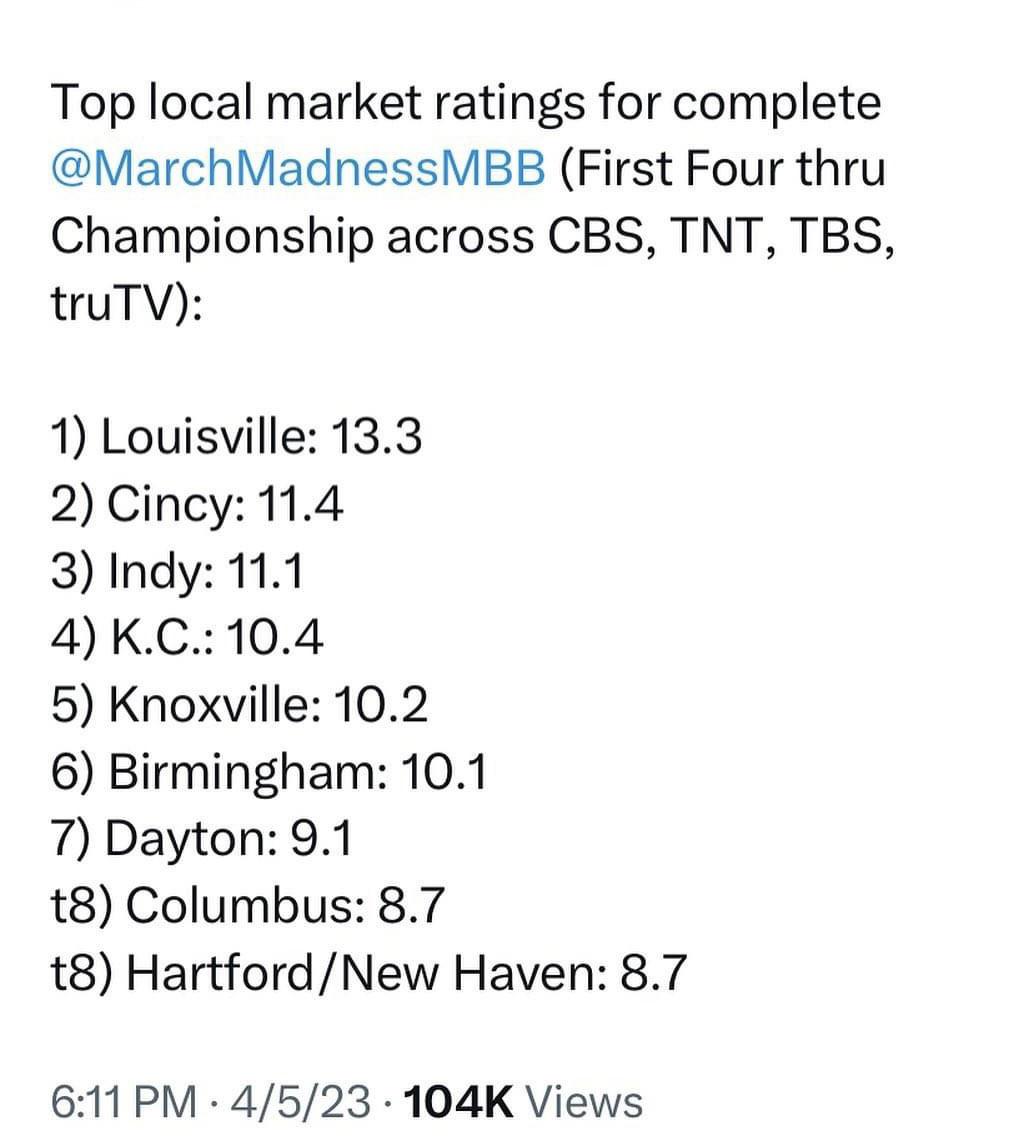 Top local market ratings for complete
@MarchMadnessMBB (First Four thru
Championship across CBS, TNT, TBS,
truTV):
1) Louisville: 13.3
2) Cincy: 11.4
3) Indy: 11.1
4) K.C.: 10.4
5) Knoxville: 10.2
6) Birmingham: 10.1
7) Dayton: 9.1
t8) Columbus: 8.7
t8) Hartford/New Haven: 8.7
6:11 PM · 4/5/23 · 104K Views